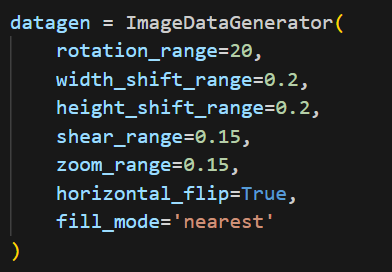 datagen = ImageDataGenerator(
    rotation_range=20,
    width_shift_range=0.2,
    height_shift_range=0.2,
    shear_range=0.15,
    zoom_range=0.15,
    horizontal_flip=True,
    fill_mode='nearest'
)